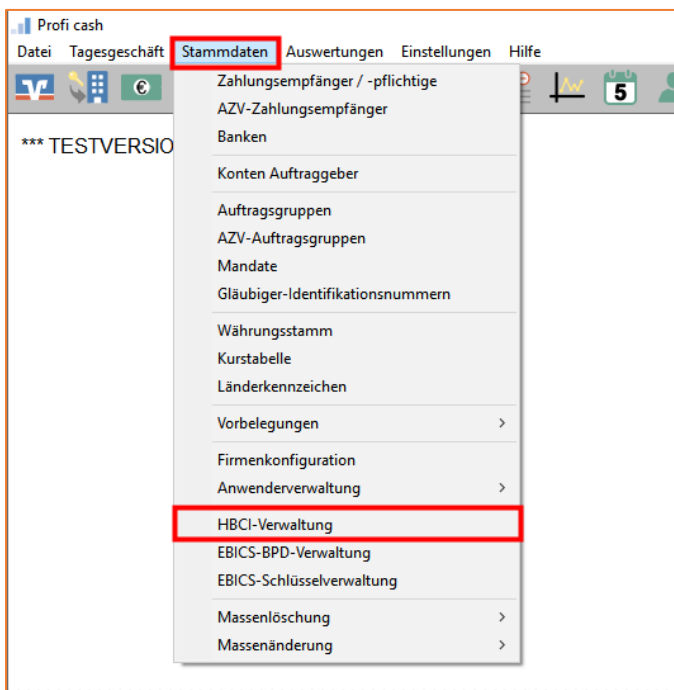 Profi cash
Datei Tagesgeschäft Stammdaten Auswertungen Einstellungen Hilfe
€ 5
*** TESTVERSIO
Zahlungsempfänger / -pflichtige
AZV-Zahlungsempfänger
Banken
Konten Auftraggeber
Auftragsgruppen
AZV-Auftragsgruppen
Mandate
Gläubiger-Identifikationsnummern
Währungsstamm
Kurstabelle
Länderkennzeichen
Vorbelegungen
Firmenkonfiguration
Anwenderverwaltung
HBCI-Verwaltung
EBICS-BPD-Verwaltung
EBICS-Schlüsselverwaltung
Massenlöschung
Massenänderung